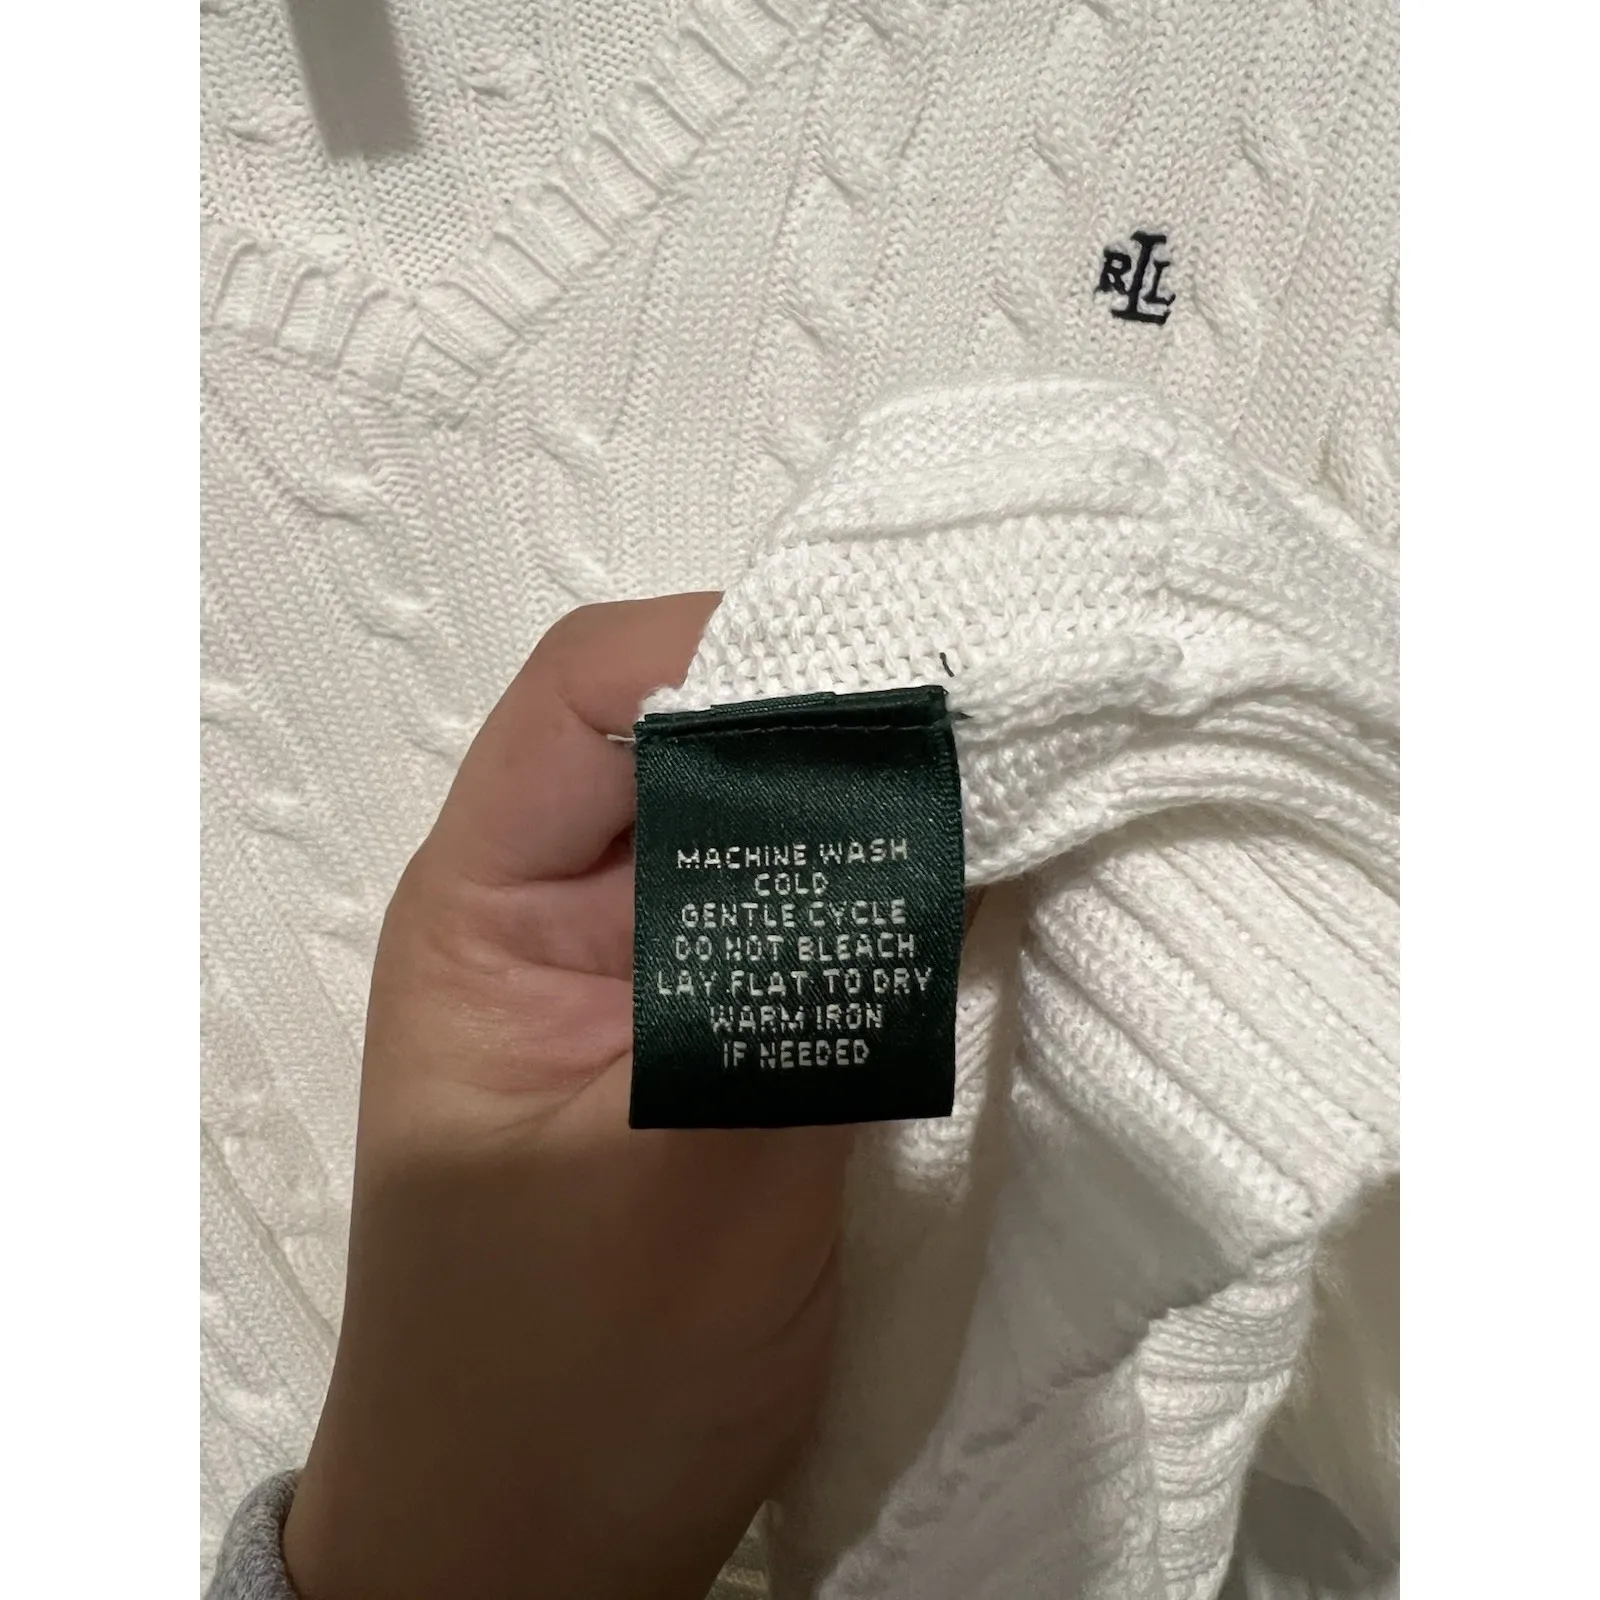 RLL
MACHINE WASH
COLD
GENTLE CYCLE
DO NOT BLEACH
LAY FLAT TO DRY
WARM IRON
IF NEEDED